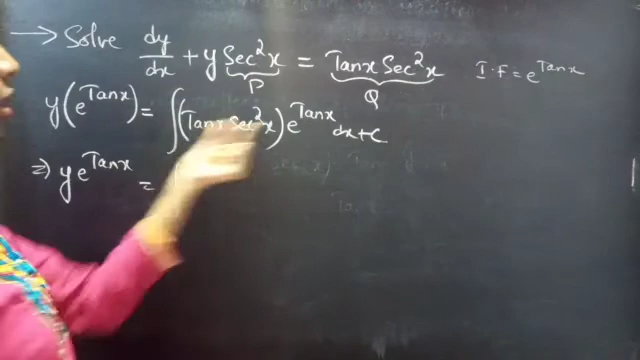 → Solve dy/dx + y Sec²x = Tanx Sec²x I.F = e^Tanx
P Q
y(e^Tanx) = ∫(Tanx Sec²x) e^Tanx dx + C
⇒ y e^Tanx =